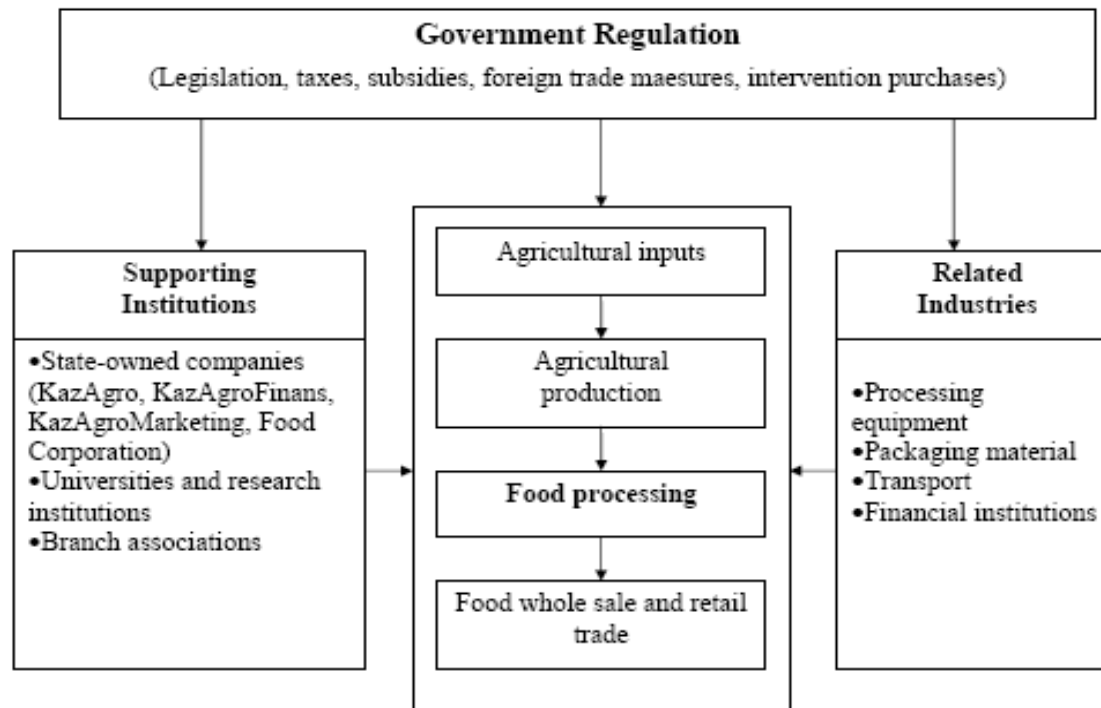 Government Regulation
(Legislation, taxes, subsidies, foreign trade maesures, intervention purchases)
Supporting
Institutions
•State-owned companies
(KazAgro, KazAgroFinans,
KazAgroMarketing, Food
Corporation)
•Universities and research
institutions
•Branch associations
Agricultural inputs
Agricultural
production
Food processing
Food whole sale and retail
trade
Related
Industries
•Processing
equipment
•Packaging material
•Transport
•Financial institutions